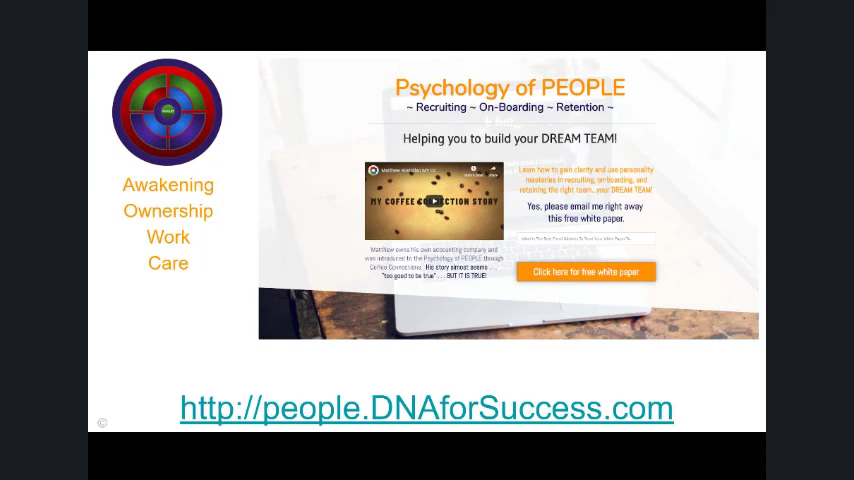 Awakening
Ownership
Work
Care
Psychology of PEOPLE
~ Recruiting ~ On-Boarding ~ Retention ~
Helping you to build your DREAM TEAM!
MY COFFEE CONNECTION STORY
Matthew owns his own accounting company and
was introduced to the Psychology of PEOPLE through
Coffee Connections. His story almost seems . . .
"too good to be true" . . . BUT IT IS TRUE!
Learn how to gain clarity and use personality
masteries in recruiting, on-boarding, and
retaining the right team...your DREAM TEAM!
Yes, please email me right away
this free white paper.
Click here for free white paper
©
http://people.DNAforSuccess.com